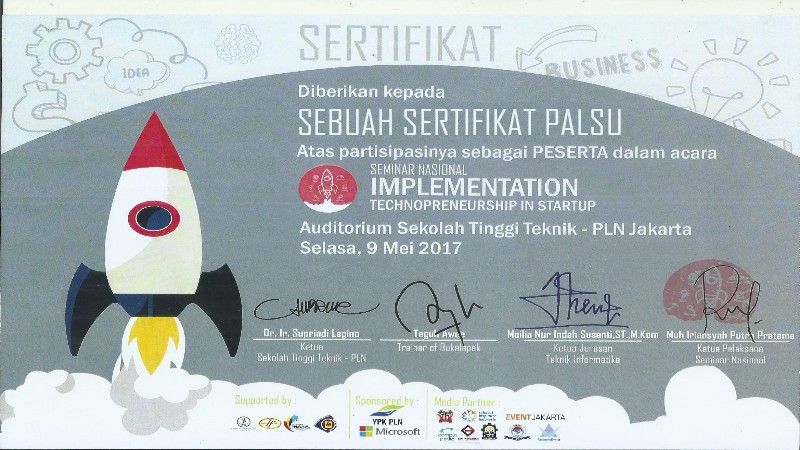 SERTIFIKAT
IDEA
BUSINESS
Diberikan kepada
SEBUAH SERTIFIKAT PALSU
Atas partisipasinya sebagai PESERTA dalam acara
SEMINAR NASIONAL
IMPLEMENTATION
TECHNOPRENEURSHIP IN STARTUP
Auditorium Sekolah Tinggi Teknik - PLN Jakarta
Selasa, 9 Mei 2017
Dr. Ir. Supriadi Legino
Ketua
Sekolah Tinggi Teknik - PLN
Teguh
Trainer of Bukalapak
Meilia Nur Indah Susanti,ST.,M.Kom
Ketua Jurusan
Teknik Informatika
Muh Irlansyah Putra Pratama
Ketua Pelaksana
Seminar Nasional
Supported by :
Sponsored by :
YPK PLN
Microsoft
Media Partner :
EVENTJAKARTA